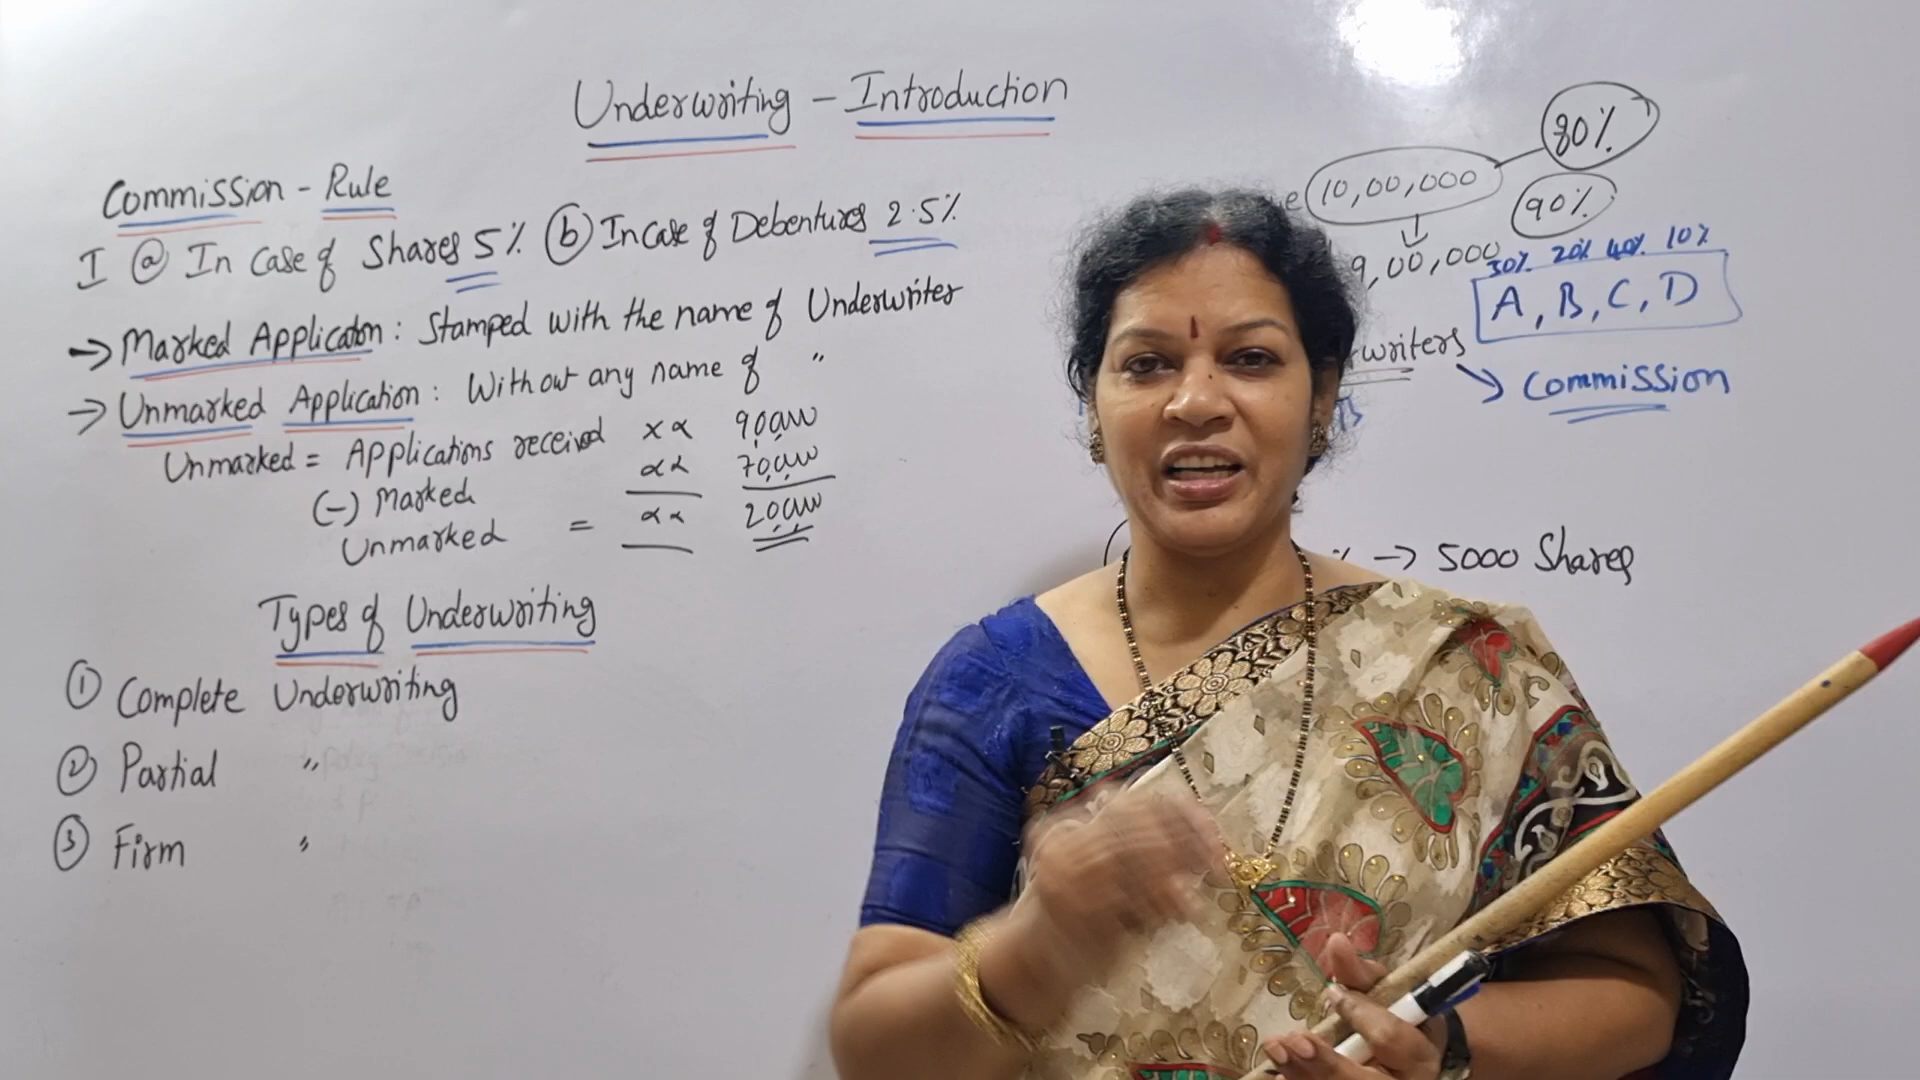 Underwriting - Introduction
Commission - Rule
I ⓐ In case of Shares 5% ⓑ Incase of Debentures 2.5%
→ Marked Application : Stamped with the name of Underwriter
→ Unmarked Application : Without any name of "
Unmarked = Applications received xx 90,000
(-) Marked xx 70,000
Unmarked = xx 20,000
Types of Underwriting
① Complete Underwriting
② Partial "
③ Firm "
10,00,000
80%
90%
9,00,000
30% 20% 40% 10%
A, B, C, D
writers
Commission
% → 5000 Shares